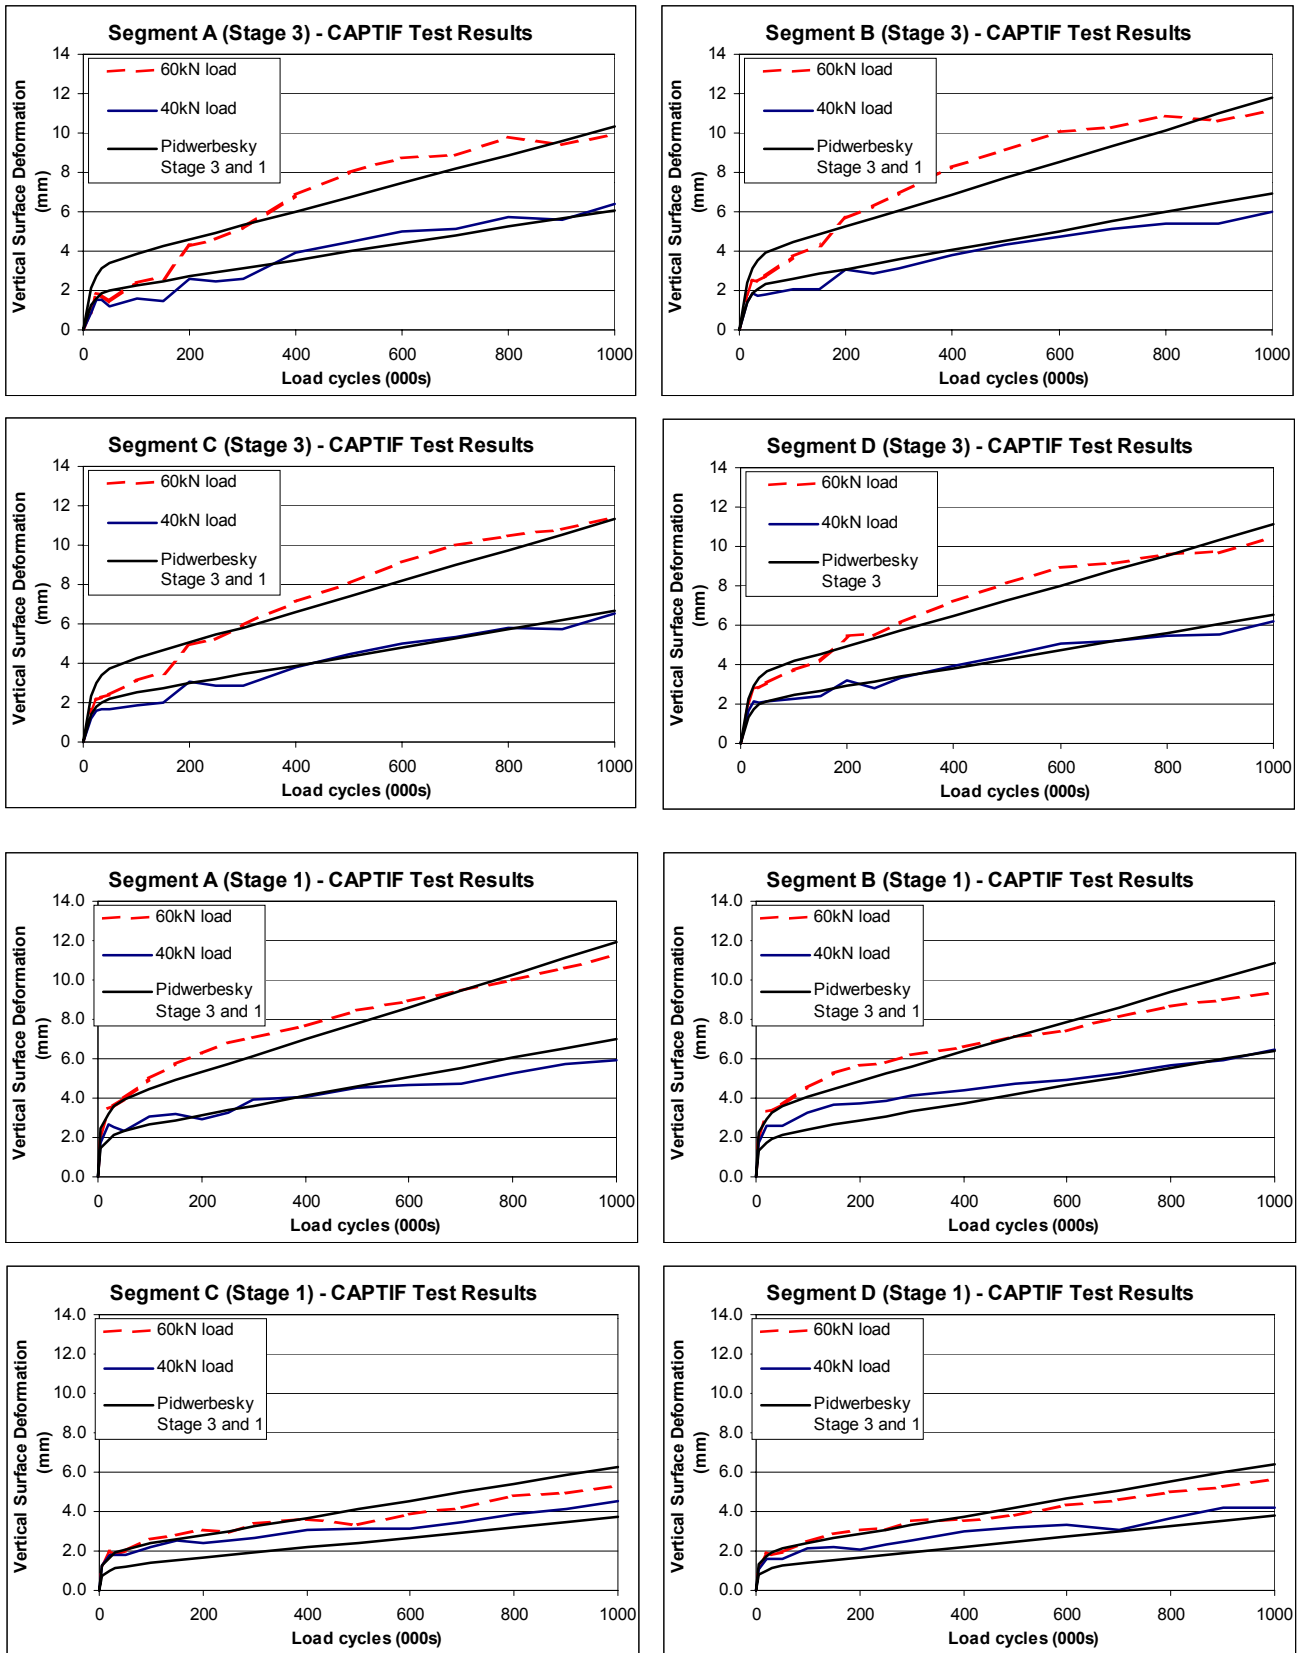 Segment A (Stage 3) - CAPTIF Test Results
Vertical Surface Deformation
(mm)
14
12
10
8
6
4
2
0
60kN load
40kN load
Pidwerbesky
Stage 3 and 1
0 200 400 600 800 1000
Load cycles (000s)
Segment B (Stage 3) - CAPTIF Test Results
Vertical Surface Deformation
(mm)
14
12
10
8
6
4
2
0
60kN load
40kN load
Pidwerbesky
Stage 3 and 1
0 200 400 600 800 1000
Load cycles (000s)
Segment C (Stage 3) - CAPTIF Test Results
Vertical Surface Deformation
(mm)
14
12
10
8
6
4
2
0
60kN load
40kN load
Pidwerbesky
Stage 3 and 1
0 200 400 600 800 1000
Load cycles (000s)
Segment D (Stage 3) - CAPTIF Test Results
Vertical Surface Deformation
(mm)
14
12
10
8
6
4
2
0
60kN load
40kN load
Pidwerbesky
Stage 3
0 200 400 600 800 1000
Load cycles (000s)
Segment A (Stage 1) - CAPTIF Test Results
Vertical Surface Deformation
(mm)
14.0
12.0
10.0
8.0
6.0
4.0
2.0
0.0
60kN load
40kN load
Pidwerbesky
Stage 3 and 1
0 200 400 600 800 1000
Load cycles (000s)
Segment B (Stage 1) - CAPTIF Test Results
Vertical Surface Deformation
(mm)
14.0
12.0
10.0
8.0
6.0
4.0
2.0
0.0
60kN load
40kN load
Pidwerbesky
Stage 3 and 1
0 200 400 600 800 1000
Load cycles (000s)
Segment C (Stage 1) - CAPTIF Test Results
Vertical Surface Deformation
(mm)
14.0
12.0
10.0
8.0
6.0
4.0
2.0
0.0
60kN load
40kN load
Pidwerbesky
Stage 3 and 1
0 200 400 600 800 1000
Load cycles (000s)
Segment D (Stage 1) - CAPTIF Test Results
Vertical Surface Deformation
(mm)
14.0
12.0
10.0
8.0
6.0
4.0
2.0
0.0
60kN load
40kN load
Pidwerbesky
Stage 3 and 1
0 200 400 600 800 1000
Load cycles (000s)